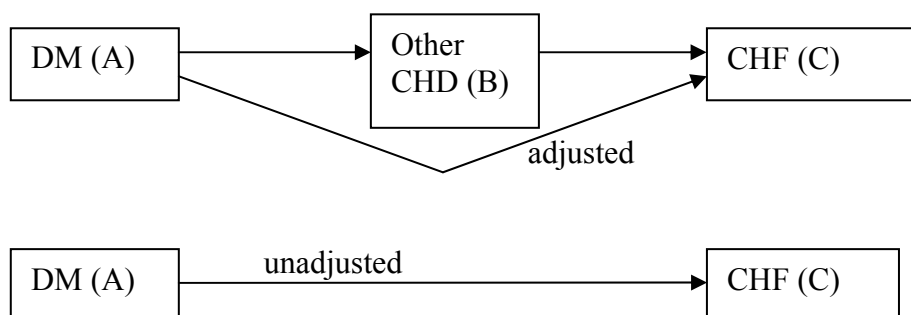 DM (A)
Other
CHD (B)
CHF (C)
adjusted
DM (A)
unadjusted
CHF (C)